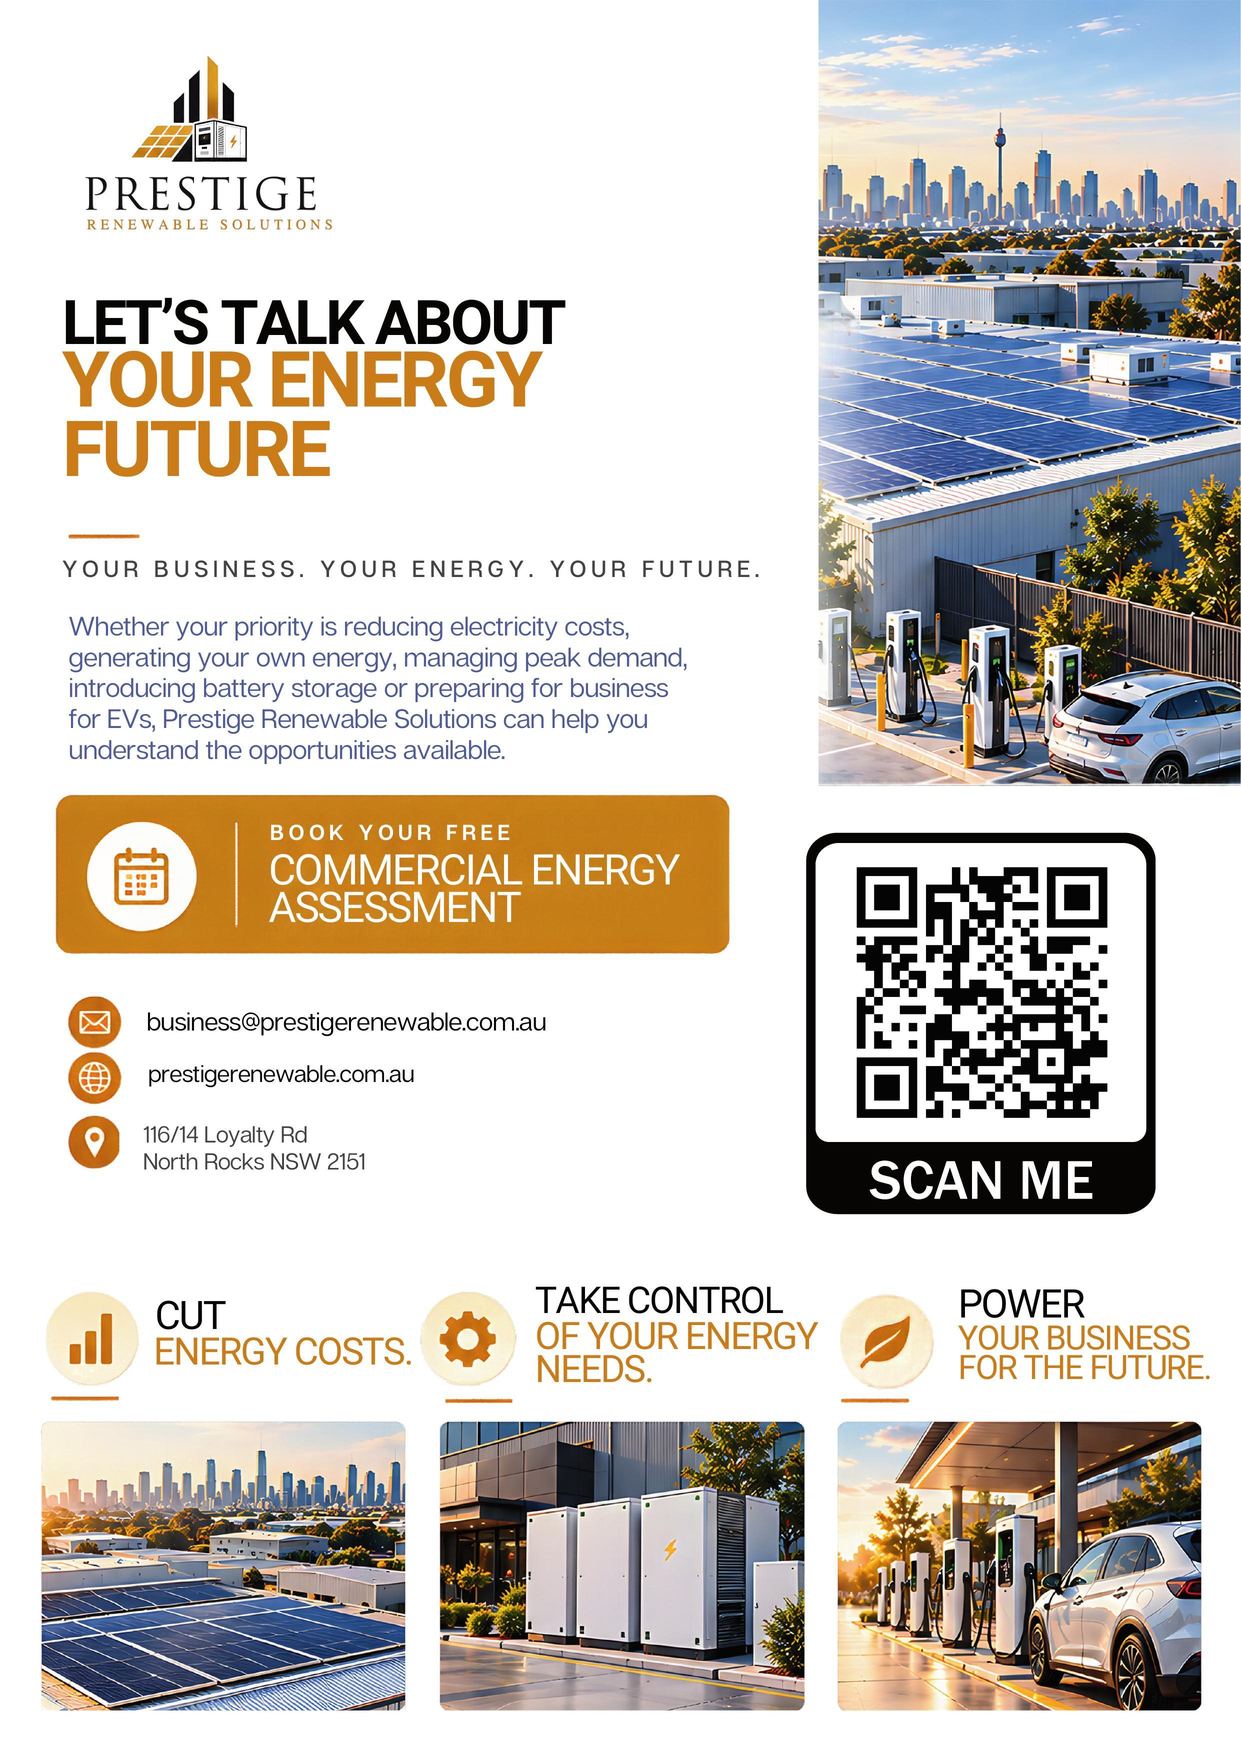 PRESTIGE
RENEWABLE SOLUTIONS
LET'S TALK ABOUT
YOUR ENERGY
FUTURE
YOUR BUSINESS. YOUR ENERGY. YOUR FUTURE.
Whether your priority is reducing electricity costs,
generating your own energy, managing peak demand,
introducing battery storage or preparing for business
for EVs, Prestige Renewable Solutions can help you
understand the opportunities available.
BOOK YOUR FREE
COMMERCIAL ENERGY
ASSESSMENT
business@prestigerenewable.com.au
prestigerenewable.com.au
116/14 Loyalty Rd
North Rocks NSW 2151
SCAN ME
CUT
ENERGY COSTS.
TAKE CONTROL
OF YOUR ENERGY
NEEDS.
POWER
YOUR BUSINESS
FOR THE FUTURE.